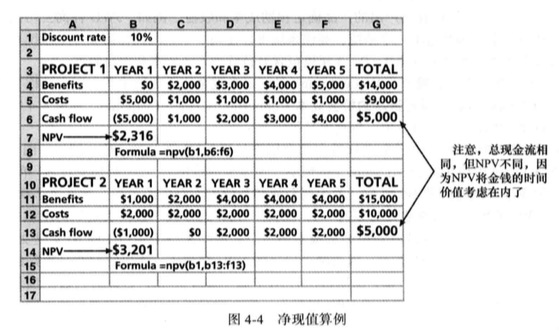 A B C D E F G
1 Discount rate 10%
2
3 PROJECT 1 YEAR 1 YEAR 2 YEAR 3 YEAR 4 YEAR 5 TOTAL
4 Benefits $0 $2,000 $3,000 $4,000 $5,000 $14,000
5 Costs $5,000 $1,000 $1,000 $1,000 $1,000 $9,000
6 Cash flow ($5,000) $1,000 $2,000 $3,000 $4,000 $5,000
7 NPV $2,316
8 Formula =npv(b1,b6:f6)
9
10 PROJECT 2 YEAR 1 YEAR 2 YEAR 3 YEAR 4 YEAR 5 TOTAL
11 Benefits $1,000 $2,000 $4,000 $4,000 $4,000 $15,000
12 Costs $2,000 $2,000 $2,000 $2,000 $2,000 $10,000
13 Cash flow ($1,000) $0 $2,000 $2,000 $2,000 $5,000
14 NPV $3,201
15 Formula =npv(b1,b13:f13)
16
17
注意，总现金流相
同，但NPV不同，因
为NPV将金钱的时间
价值考虑在内了
图 4-4 净现值算例